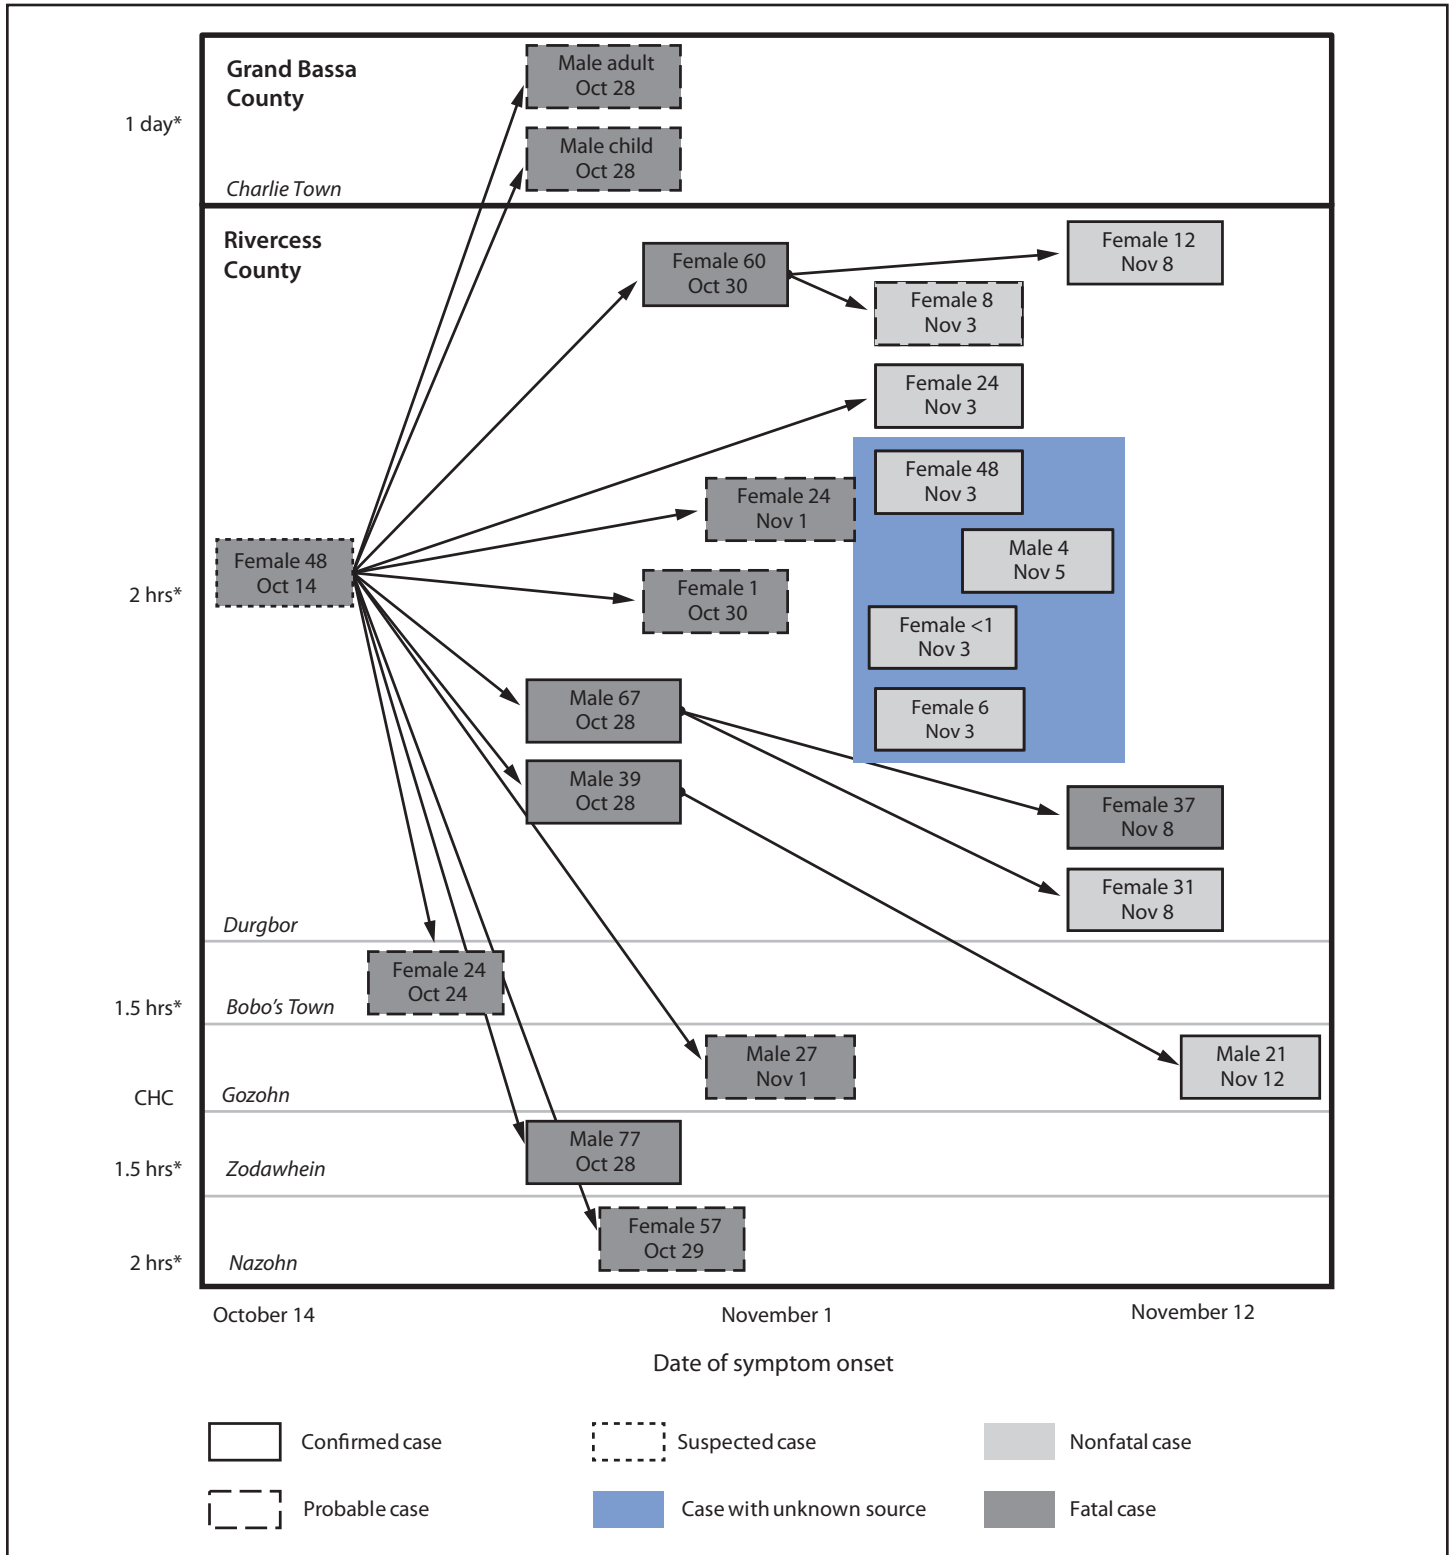 Grand Bassa
County
Male adult
Oct 28
1 day*
Male child
Oct 28
Charlie Town
Rivercess
County
Female 60
Oct 30
Female 12
Nov 8
Female 8
Nov 3
Female 24
Nov 3
Female 48
Nov 3
Female 24
Nov 1
Male 4
Nov 5
Female 48
Oct 14
2 hrs*
Female 1
Oct 30
Female <1
Nov 3
Male 67
Oct 28
Female 6
Nov 3
Male 39
Oct 28
Female 37
Nov 8
Female 31
Nov 8
Durgbor
Female 24
Oct 24
1.5 hrs*
Bobo's Town
Male 27
Nov 1
Male 21
Nov 12
CHC
Gozohn
Male 77
Oct 28
1.5 hrs*
Zodawhein
Female 57
Oct 29
2 hrs*
Nazohn
October 14
November 1
November 12
Date of symptom onset
Confirmed case
Suspected case
Nonfatal case
Probable case
Case with unknown source
Fatal case